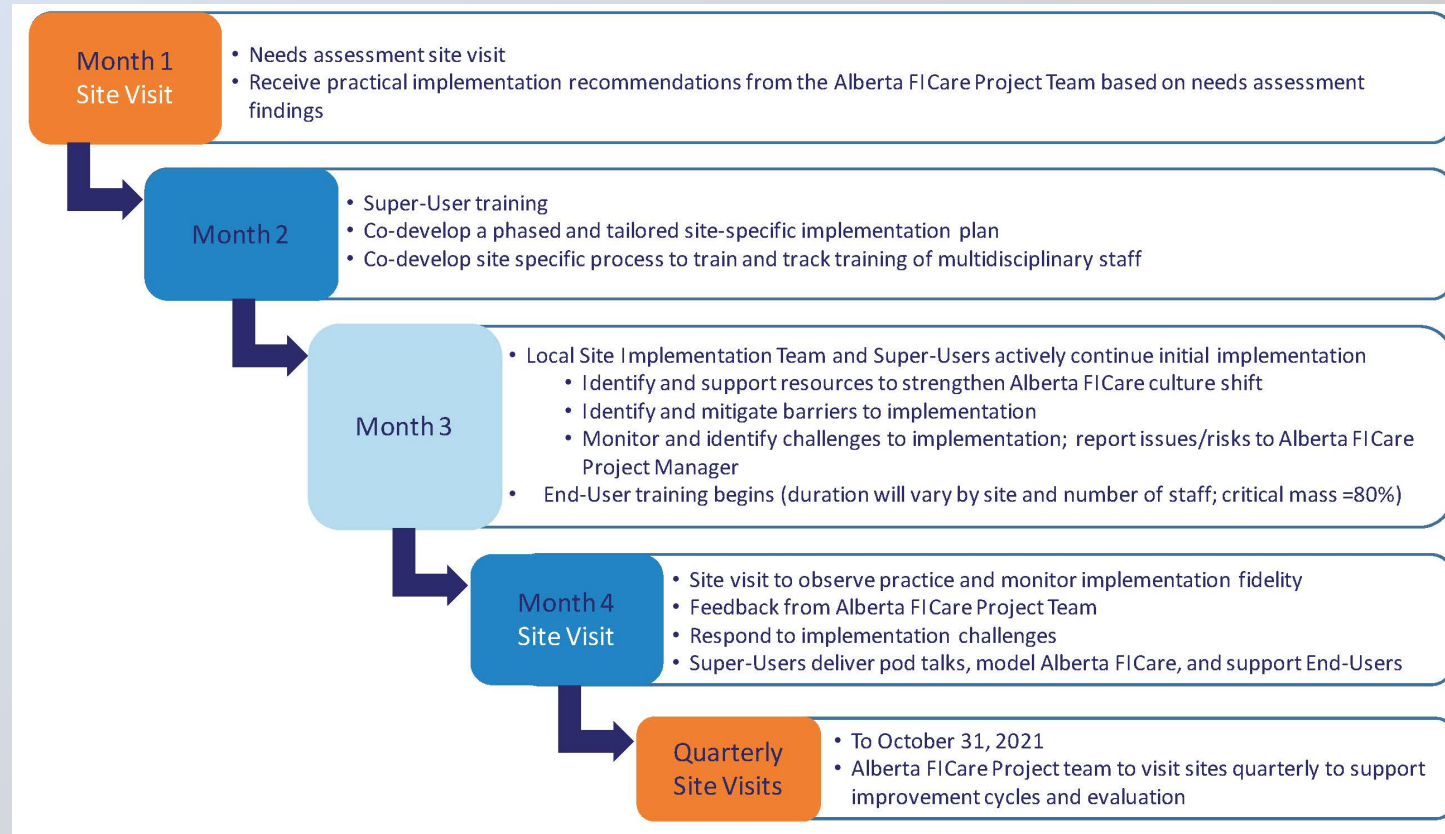 Month 1
Site Visit
• Needs assessment site visit
• Receive practical implementation recommendations from the Alberta FICare Project Team based on needs assessment
findings
Month 2
• Super-User training
• Co-develop a phased and tailored site-specific implementation plan
• Co-develop site specific process to train and track training of multidisciplinary staff
Month 3
• Local Site Implementation Team and Super-Users actively continue initial implementation
• Identify and support resources to strengthen Alberta FICare culture shift
• Identify and mitigate barriers to implementation
• Monitor and identify challenges to implementation; report issues/risks to Alberta FICare
Project Manager
• End-User training begins (duration will vary by site and number of staff; critical mass =80%)
Month 4
Site Visit
• Site visit to observe practice and monitor implementation fidelity
• Feedback from Alberta FICare Project Team
• Respond to implementation challenges
• Super-Users deliver pod talks, model Alberta FICare, and support End-Users
Quarterly
Site Visits
• To October 31, 2021
• Alberta FICare Project team to visit sites quarterly to support
improvement cycles and evaluation